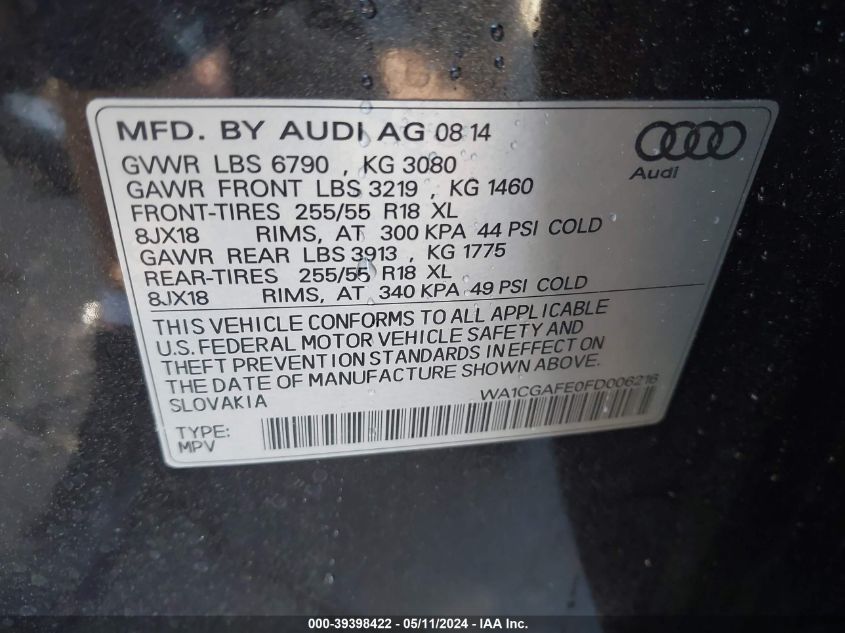 MFD. BY AUDI AG 08 14
GVWR LBS 6790 , KG 3080
GAWR FRONT LBS 3219 , KG 1460
FRONT-TIRES 255/55 R18 XL
8JX18 RIMS, AT 300 KPA 44 PSI COLD
GAWR REAR LBS 3913 , KG 1775
REAR-TIRES 255/55 R18 XL
8JX18 RIMS, AT 340 KPA 49 PSI COLD
Audi
THIS VEHICLE CONFORMS TO ALL APPLICABLE
U.S. FEDERAL MOTOR VEHICLE SAFETY AND
THEFT PREVENTION STANDARDS IN EFFECT ON
THE DATE OF MANUFACTURE SHOWN ABOVE.
SLOVAKIA
WA1CGAFE0FD006216
TYPE:
MPV
000-39398422 - 05/11/2024 - WWW.IAAI.COM